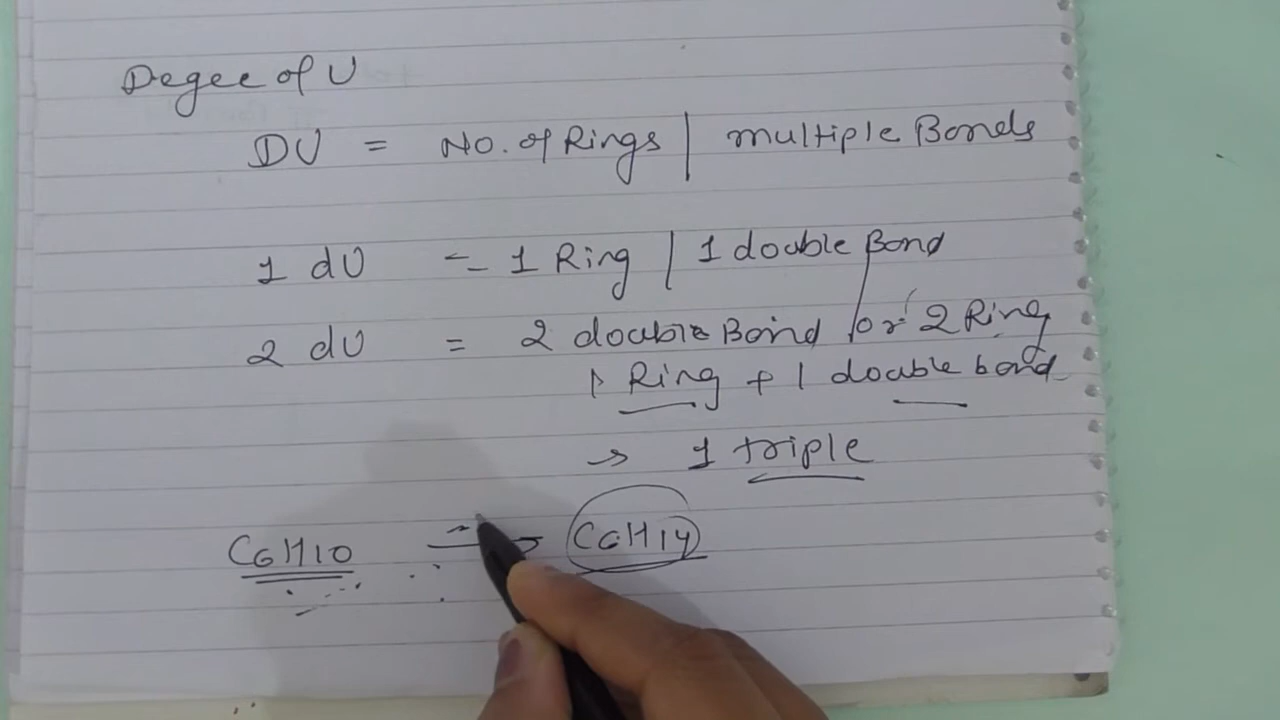 Degee of U
DU = No. of Rings | multiple Bonds
1 dU = 1 Ring | 1 double Bond
2 dU = 2 double Bond or 2 Ring
1 Ring + 1 double bond
→ 1 triple
C6H10 → C6H14